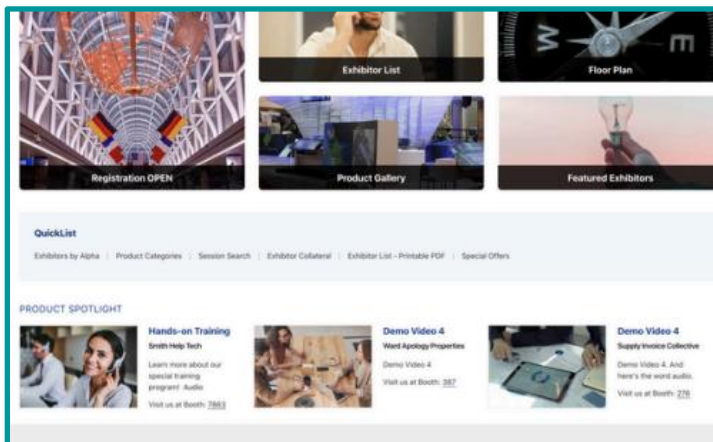 W
E
Exhibitor List
Floor Plan
Registration OPEN
Product Gallery
Featured Exhibitors
QuickList
Exhibitors by Alpha | Product Categories | Session Search | Exhibitor Collateral | Exhibitor List - Printable PDF | Special Offers
PRODUCT SPOTLIGHT
Hands-on Training
Smith Help Tech
Learn more about our
special training
program! Audio
Visit us at Booth: 7883
Demo Video 4
Ward Apology Properties
Demo Video 4
Visit us at Booth: 387
Demo Video 4
Supply Invoice Collective
Demo Video 4. And
here's the word audio.
Visit us at Booth: 276